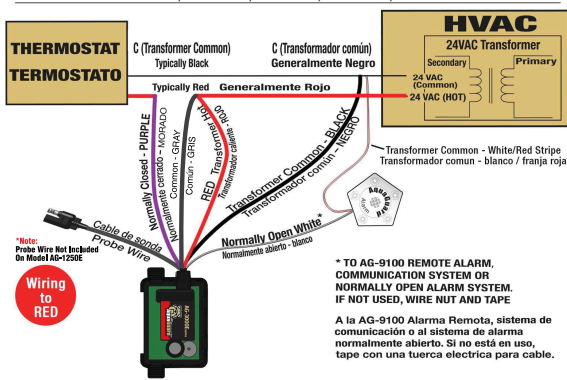 HVAC
24VAC Transformer
Secondary
Primary
24 VAC
(Common)
24 VAC (HOT)
THERMOSTAT
TERMOSTATO
C (Transformer Common)
Typically Black
C (Transformador común)
Generalmente Negro
Typically Red Generalmente Rojo
Normally Closed - PURPLE
Normalmente cerrado – MORADO
Common - GRAY
Común - GRIS
RED Transformer Hot
Transformador caliente - ROJO
Transformer Common - BLACK
Transformador común – NEGRO
Transformer Common - White/Red Stripe
Transformador comun - blanco / franja roja
AquaGuard
Alarm
Cable de sonda
Probe Wire
Normally Open White*
Normalmente abierto - blanco
*Note:
Probe Wire Not Included
On Model AG-1250E
Wiring
to
RED
* TO AG-9100 REMOTE ALARM,
COMMUNICATION SYSTEM OR
NORMALLY OPEN ALARM SYSTEM.
IF NOT USED, WIRE NUT AND TAPE
A la AG-9100 Alarma Remota, sistema de
comunicación o al sistema de alarma
normalmente abierto. Si no está en uso,
tape con una tuerca electrica para cable.